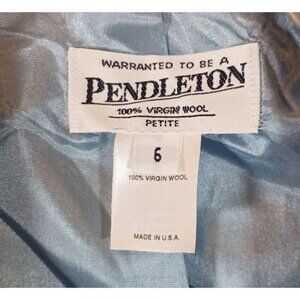 WARRANTED TO BE A
PENDLETON
100% VIRGIN WOOL
PETITE
6
100% VIRGIN WOOL
MADE IN U.S.A.